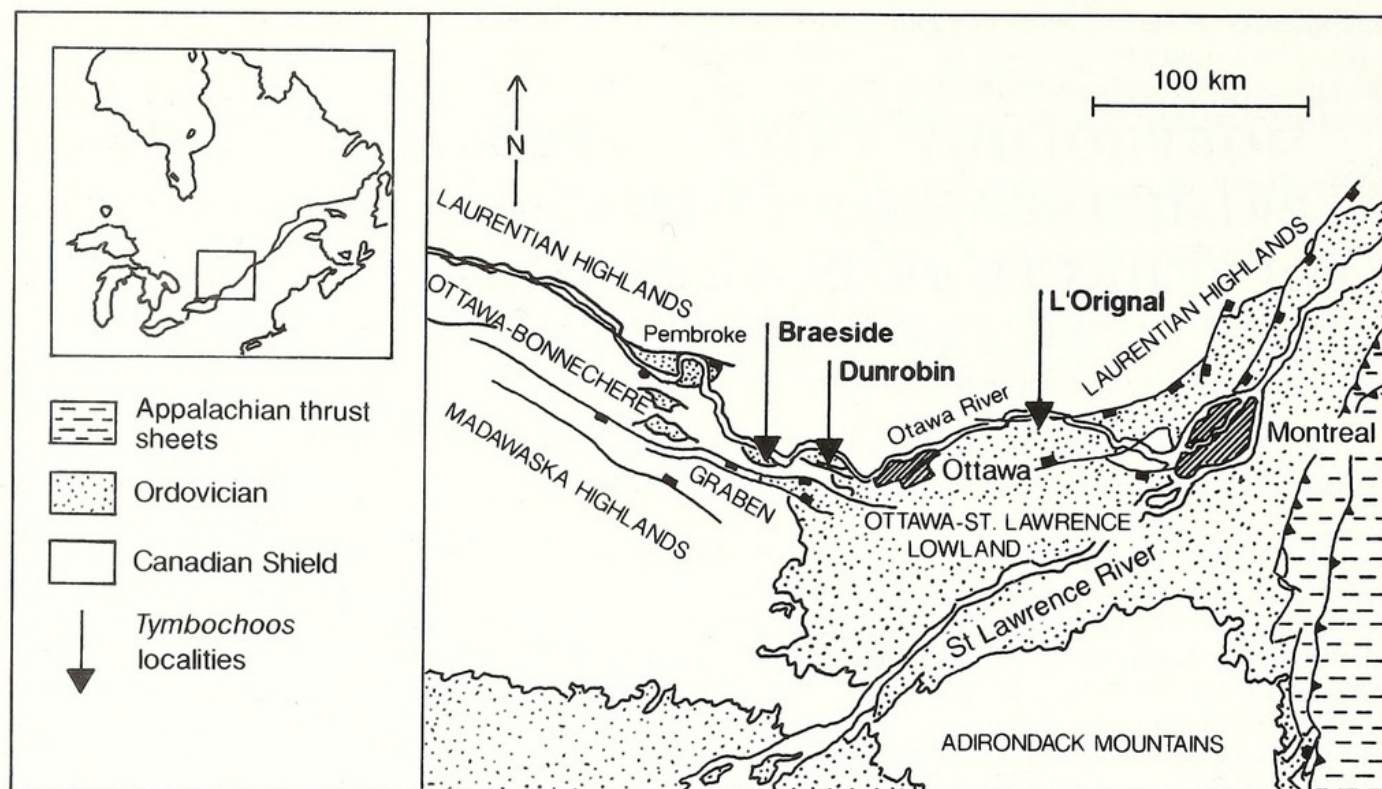 Appalachian thrust
sheets
Ordovician
Canadian Shield
Tymbochoos
localities
N
100 km
LAURENTIAN HIGHLANDS
OTTAWA-BONNECHERE
GRABEN
MADAWASKA HIGHLANDS
Pembroke
Braeside
Dunrobin
L'Orignal
LAURENTIAN HIGHLANDS
Otawa River
Ottawa
Montreal
OTTAWA-ST. LAWRENCE
LOWLAND
St Lawrence River
ADIRONDACK MOUNTAINS